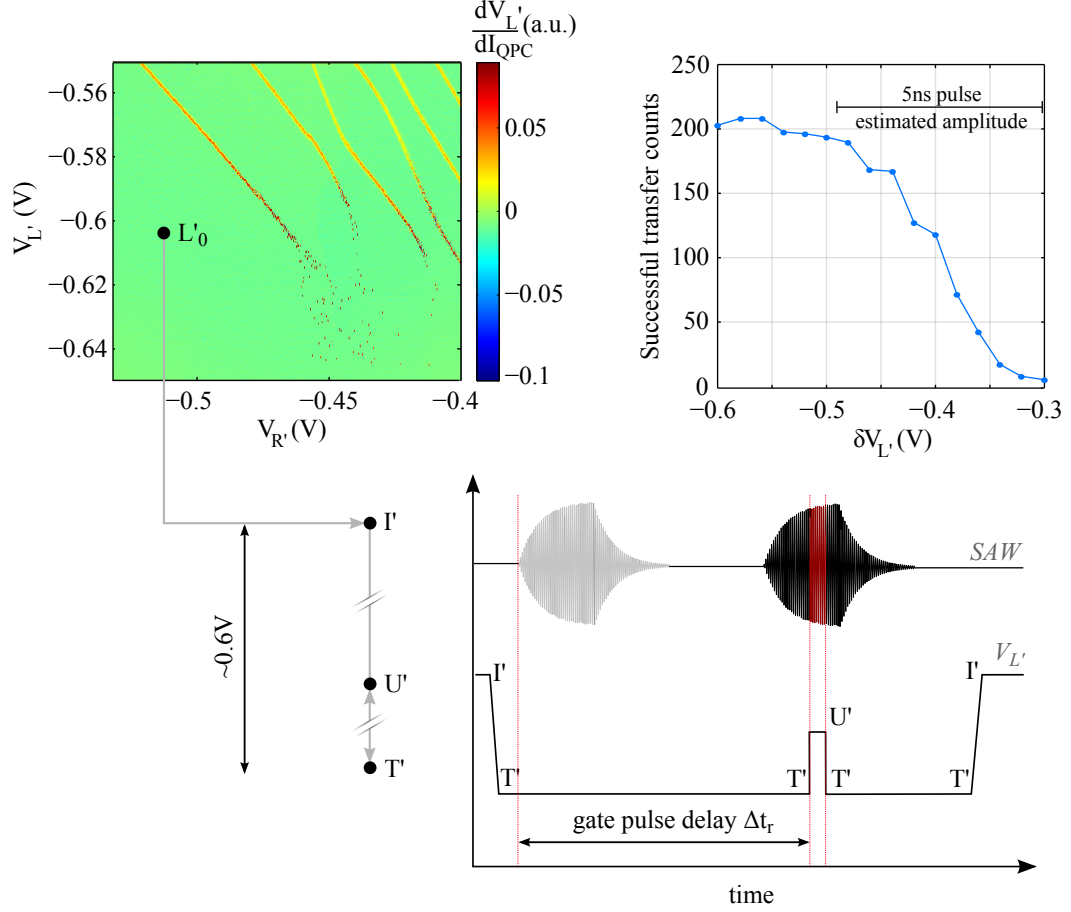 dV_L'
dI_QPC (a.u.)
−0.56
−0.58
−0.6
−0.62
−0.64
V_L' (V)
L'_0
−0.5
−0.45
−0.4
V_R' (V)
0.05
0
−0.05
−0.1
250
200
150
100
50
0
Successful transfer counts
5ns pulse
estimated amplitude
−0.6
−0.5
−0.4
−0.3
δV_L' (V)
I'
~0.6V
U'
T'
SAW
V_L'
I'
I'
U'
T'
T'
T'
T'
gate pulse delay Δt_r
time